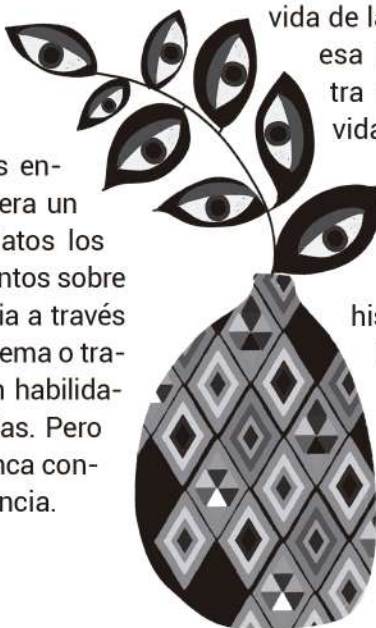 s en-
era un
atos los
ntos sobre
ia a través
ema o tra-
n habilida-
as. Pero
nca con-
ncia.
vida de la
esa
tra
vida
his